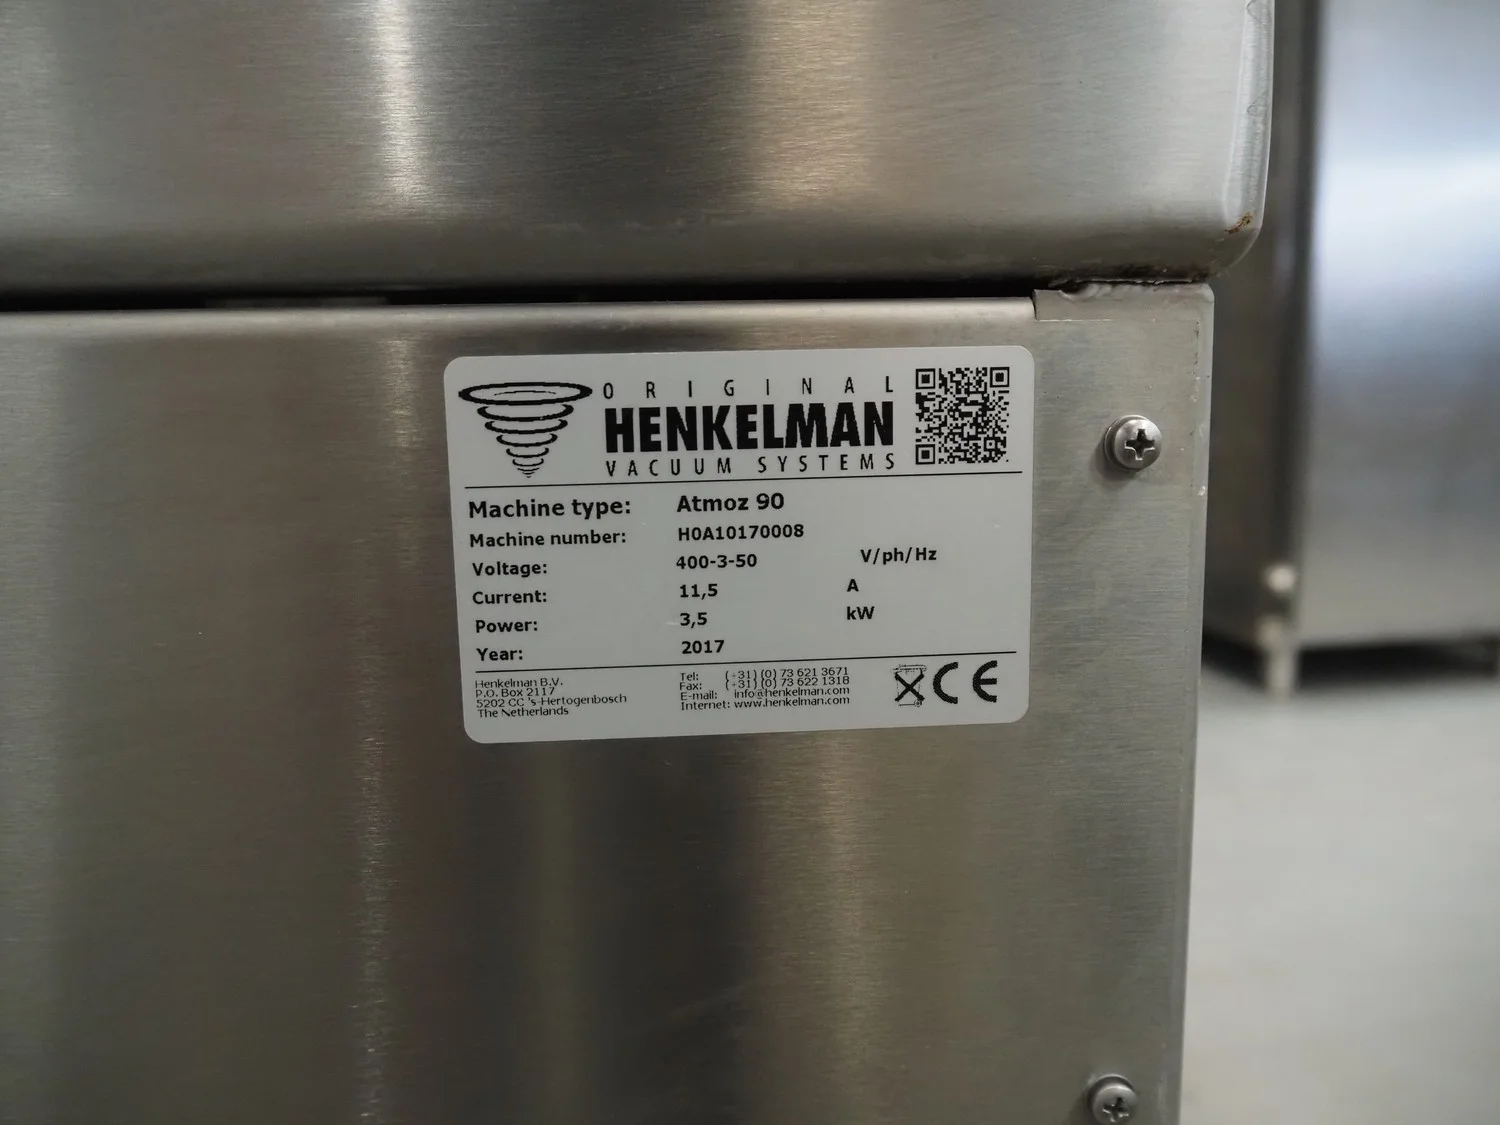 ORIGINAL
HENKELMAN
VACUUM SYSTEMS
Machine type: Atmoz 90
Machine number: H0A10170008
Voltage: 400-3-50 V/ph/Hz
Current: 11,5 A
Power: 3,5 kW
Year: 2017
Henkelman B.V.
P.O. Box 2117
5202 CC 's-Hertogenbosch
The Netherlands
Tel: (+31) (0) 73 621 3671
Fax: (+31) (0) 73 622 1318
E-mail: info@henkelman.com
Internet: www.henkelman.com
CE